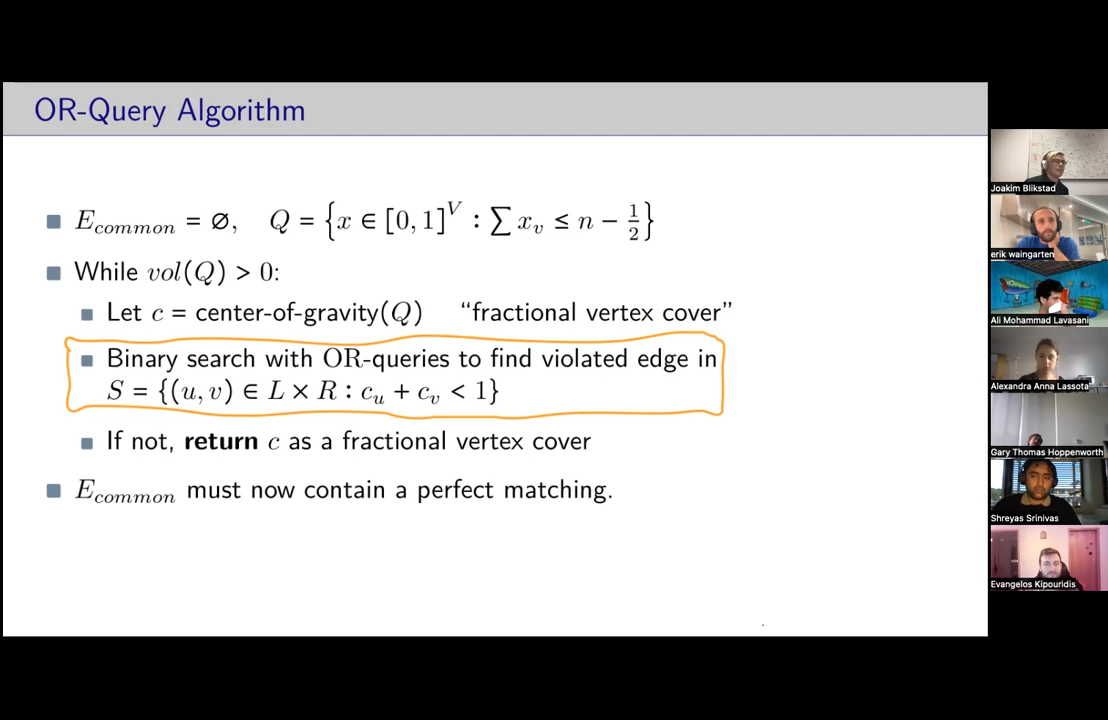 OR-Query Algorithm
E_common = ∅, Q = {x ∈ [0, 1]^V : ∑ x_v ≤ n − 1/2}
While vol(Q) > 0:
Let c = center-of-gravity(Q) “fractional vertex cover”
Binary search with OR-queries to find violated edge in
S = {(u, v) ∈ L × R : c_u + c_v < 1}
If not, return c as a fractional vertex cover
E_common must now contain a perfect matching.
Joakim Blikstad
erik waingarten
Ali Mohammad Lavasani
Alexandra Anna Lassota
Gary Thomas Hoppenworth
Shreyas Srinivas
Evangelos Kipouridis